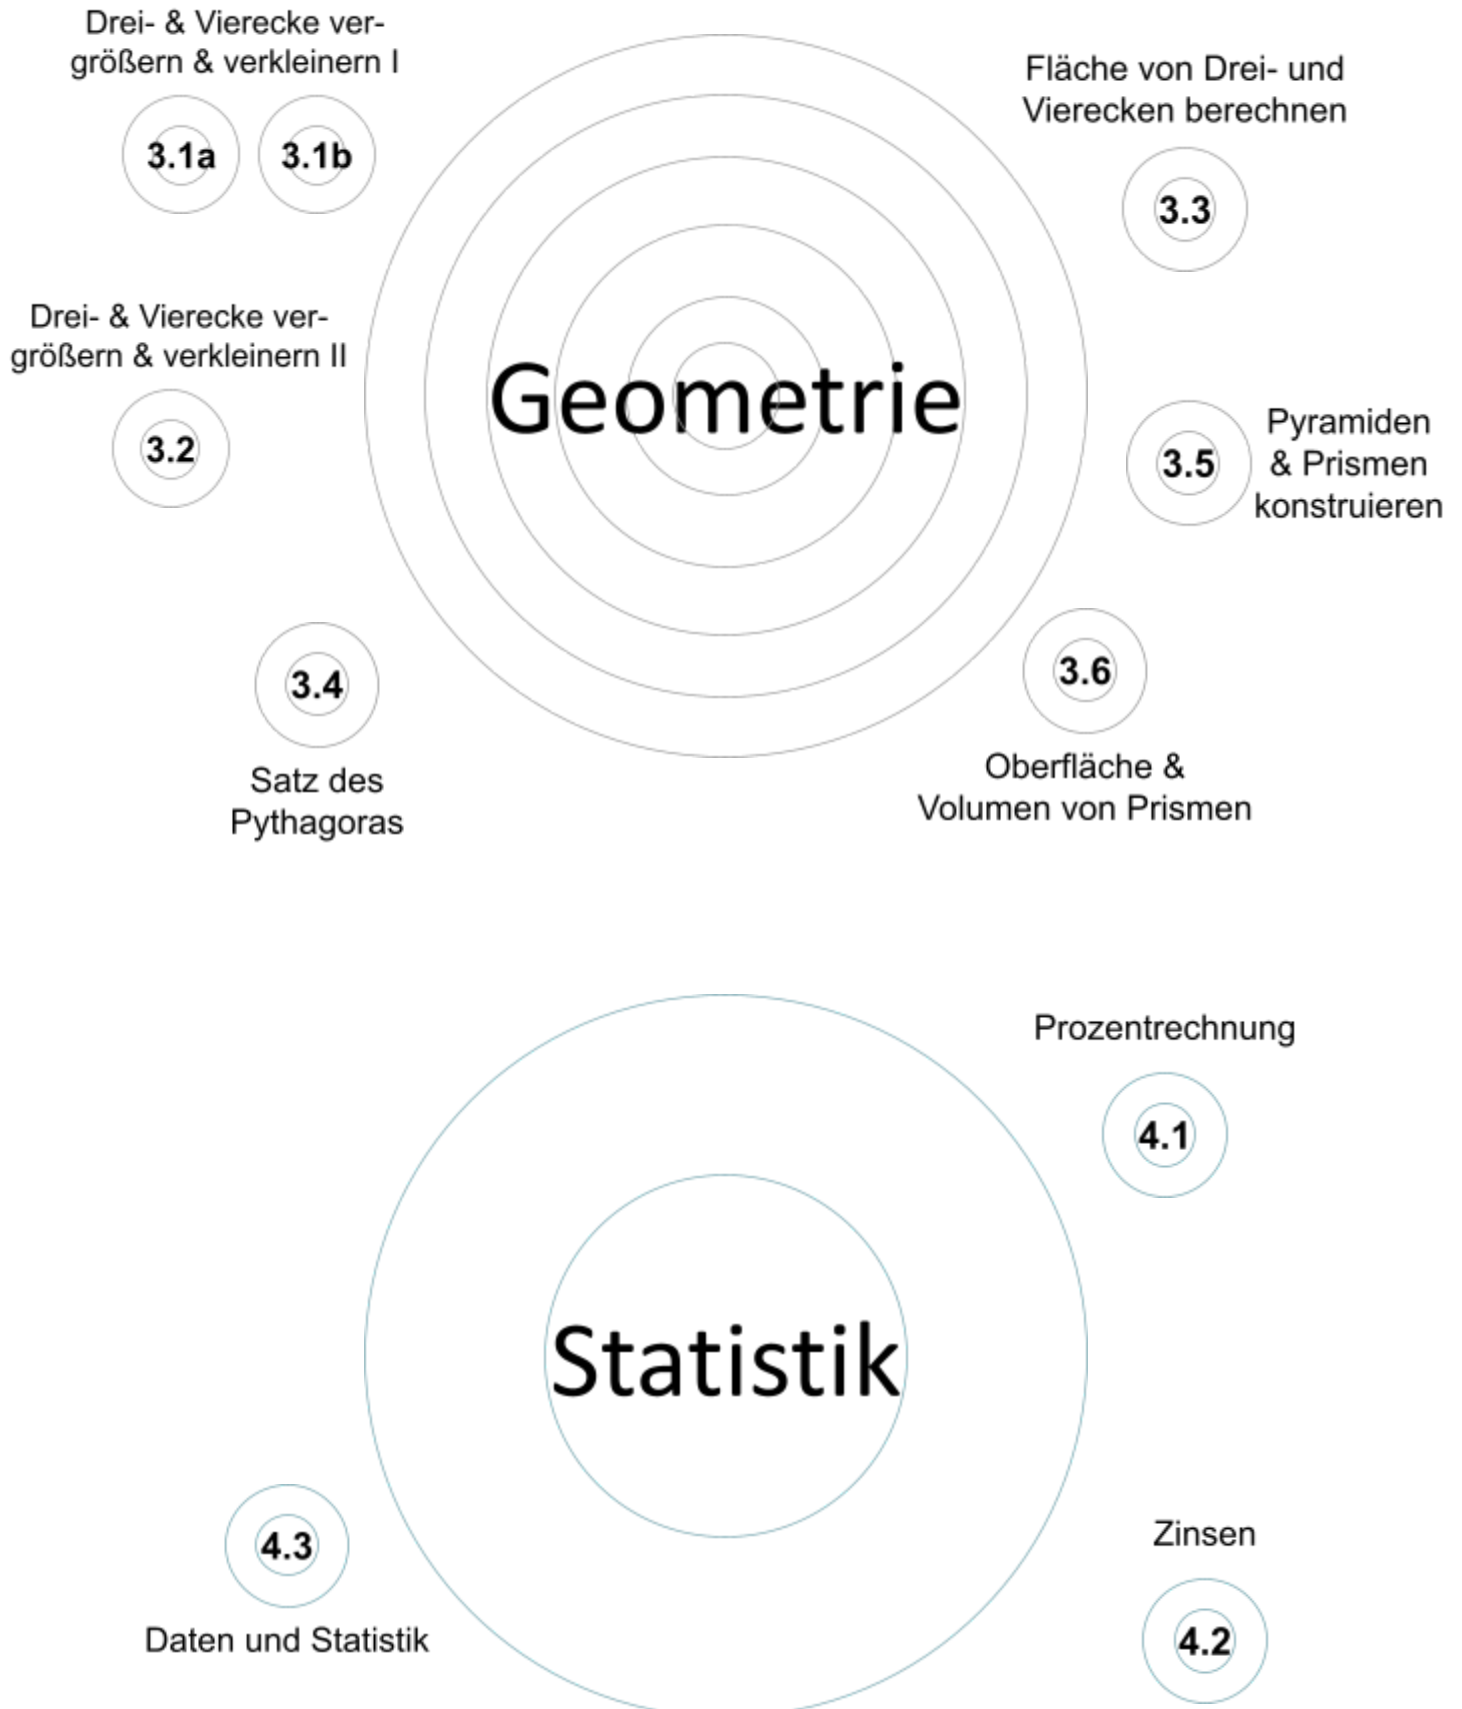 Drei- & Vierecke ver-
größern & verkleinern I
3.1a
3.1b
Fläche von Drei- und
Vierecken berechnen
3.3
Drei- & Vierecke ver-
größern & verkleinern II
3.2
Geometrie
3.5
Pyramiden
& Prismen
konstruieren
3.4
Satz des
Pythagoras
3.6
Oberfläche &
Volumen von Prismen
Prozentrechnung
4.1
Statistik
4.3
Daten und Statistik
Zinsen
4.2